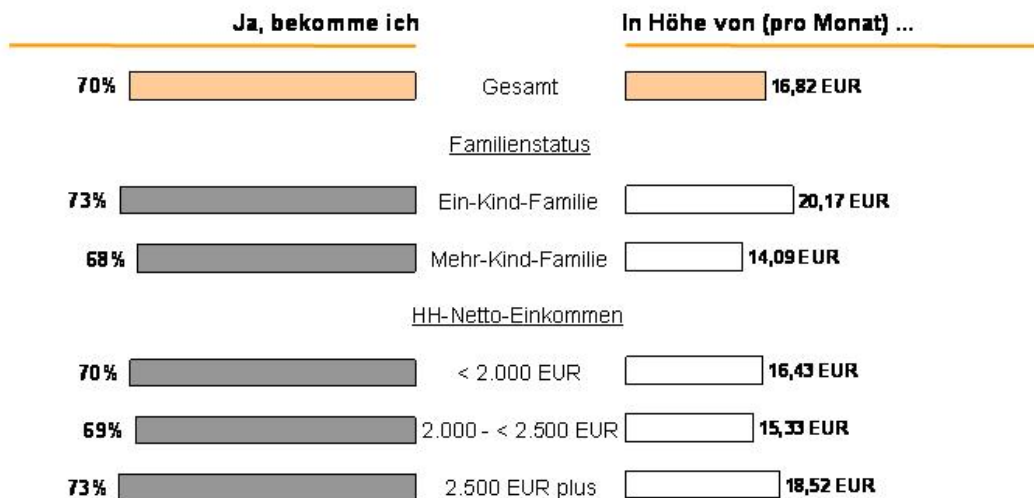 Ja, bekomme ich In Höhe von (pro Monat) ...
70% Gesamt 16,82 EUR
Familienstatus
73% Ein-Kind-Familie 20,17 EUR
68% Mehr-Kind-Familie 14,09 EUR
HH-Netto-Einkommen
70% < 2.000 EUR 16,43 EUR
69% 2.000 - < 2.500 EUR 15,33 EUR
73% 2.500 EUR plus 18,52 EUR